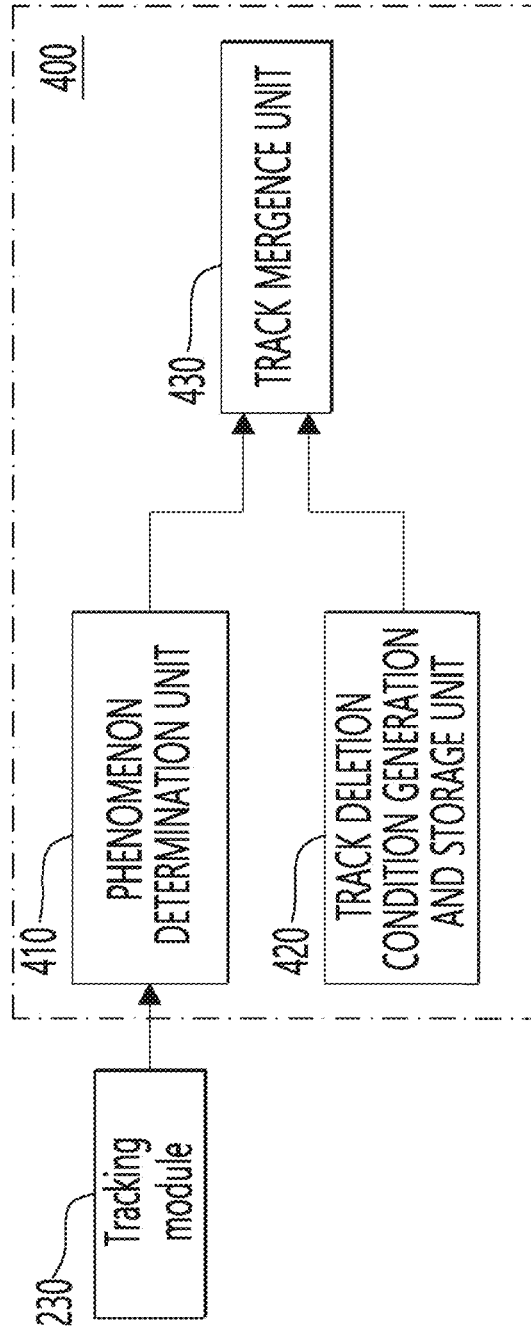 400
230
Tracking
module
410
PHENOMENON
DETERMINATION UNIT
420
TRACK DELETION
CONDITION GENERATION
AND STORAGE UNIT
430
TRACK MERGENCE UNIT